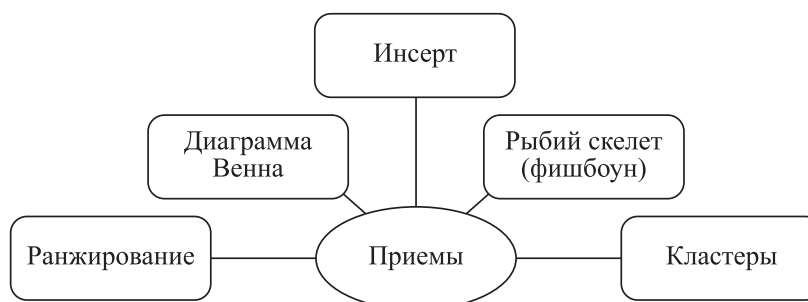 Инсерт
Диаграмма
Венна
Рыбий скелет
(фишбоун)
Ранжирование
Приемы
Кластеры